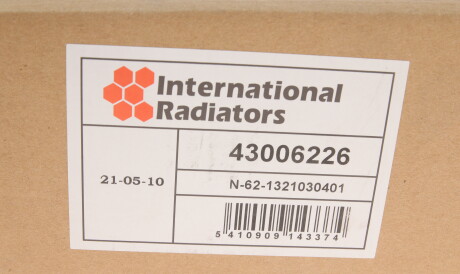 International
Radiators
43006226
21-05-10
N-62-1321030401
5 410909 143374